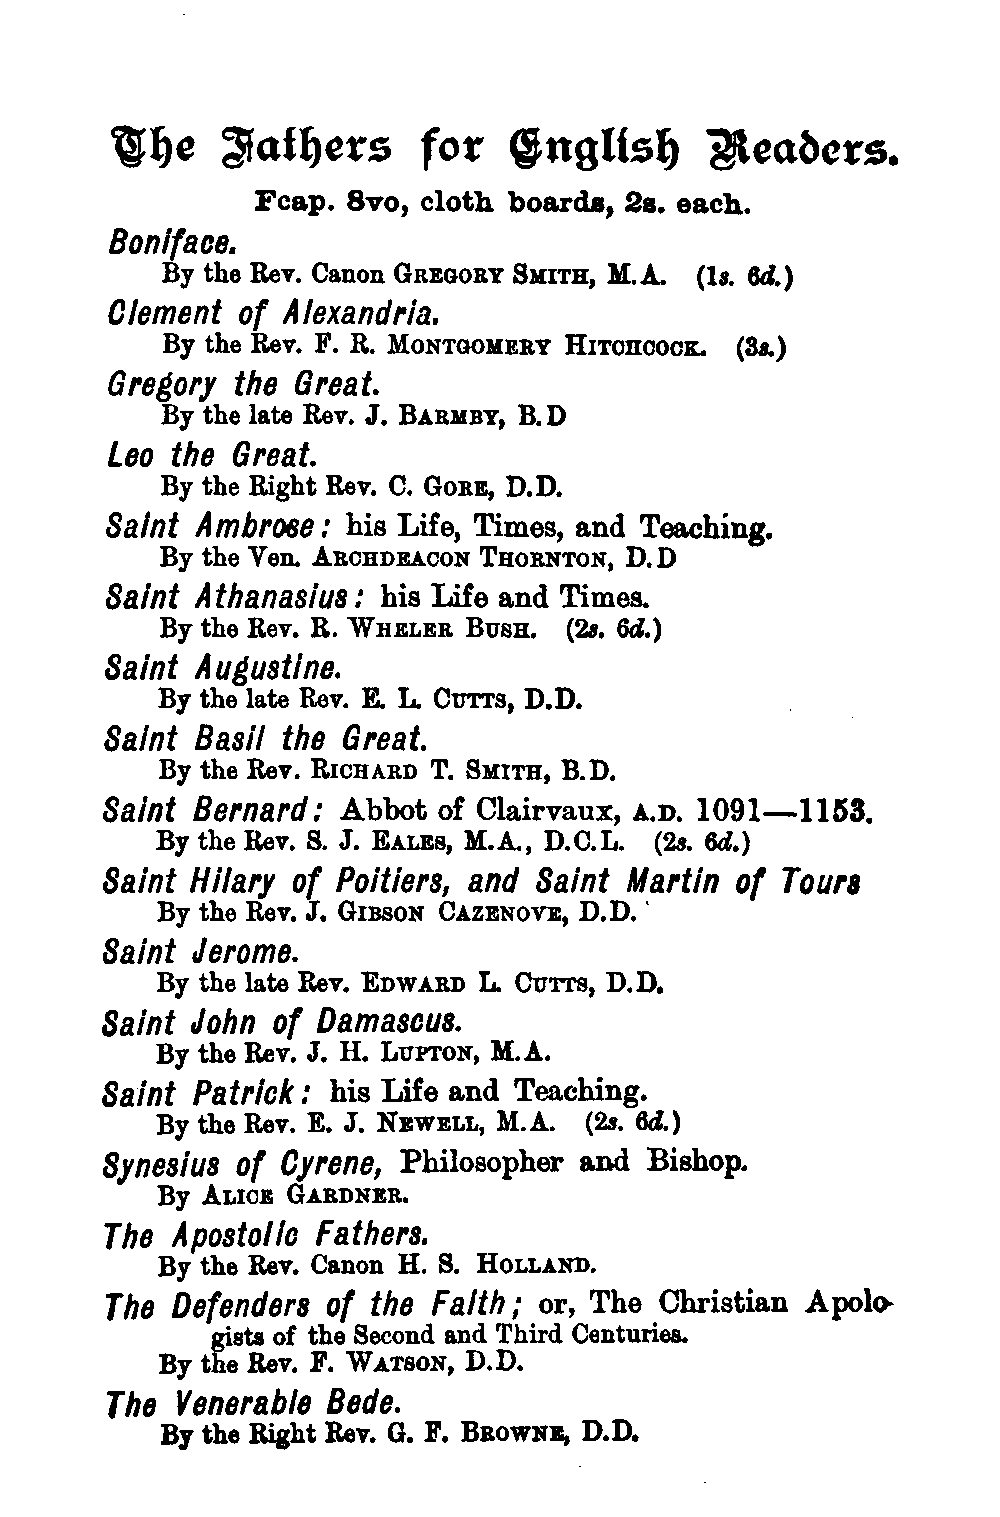 The Fathers for English Readers.
Fcap. 8vo, cloth boards, 2s. each.
Boniface.
By the Rev. Canon GREGORY SMITH, M.A. (1s. 6d.)
Clement of Alexandria.
By the Rev. F. R. MONTGOMERY HITCHCOCK. (3s.)
Gregory the Great.
By the late Rev. J. BARMBY, B.D
Leo the Great.
By the Right Rev. C. GORE, D.D.
Saint Ambrose: his Life, Times, and Teaching.
By the Ven. ARCHDEACON THORNTON, D.D
Saint Athanasius: his Life and Times.
By the Rev. R. WHELER BUSH. (2s. 6d.)
Saint Augustine.
By the late Rev. E. L. CUTTS, D.D.
Saint Basil the Great.
By the Rev. RICHARD T. SMITH, B.D.
Saint Bernard: Abbot of Clairvaux, A.D. 1091—1153.
By the Rev. S. J. EALES, M.A., D.C.L. (2s. 6d.)
Saint Hilary of Poitiers, and Saint Martin of Tours
By the Rev. J. GIBSON CAZENOVE, D.D.
Saint Jerome.
By the late Rev. EDWARD L. CUTTS, D.D.
Saint John of Damascus.
By the Rev. J. H. LUPTON, M.A.
Saint Patrick: his Life and Teaching.
By the Rev. E. J. NEWELL, M.A. (2s. 6d.)
Synesius of Cyrene, Philosopher and Bishop.
By ALICE GARDNER.
The Apostolic Fathers.
By the Rev. Canon H. S. HOLLAND.
The Defenders of the Faith; or, The Christian Apolo-
gists of the Second and Third Centuries.
By the Rev. F. WATSON, D.D.
The Venerable Bede.
By the Right Rev. G. F. BROWNE, D.D.